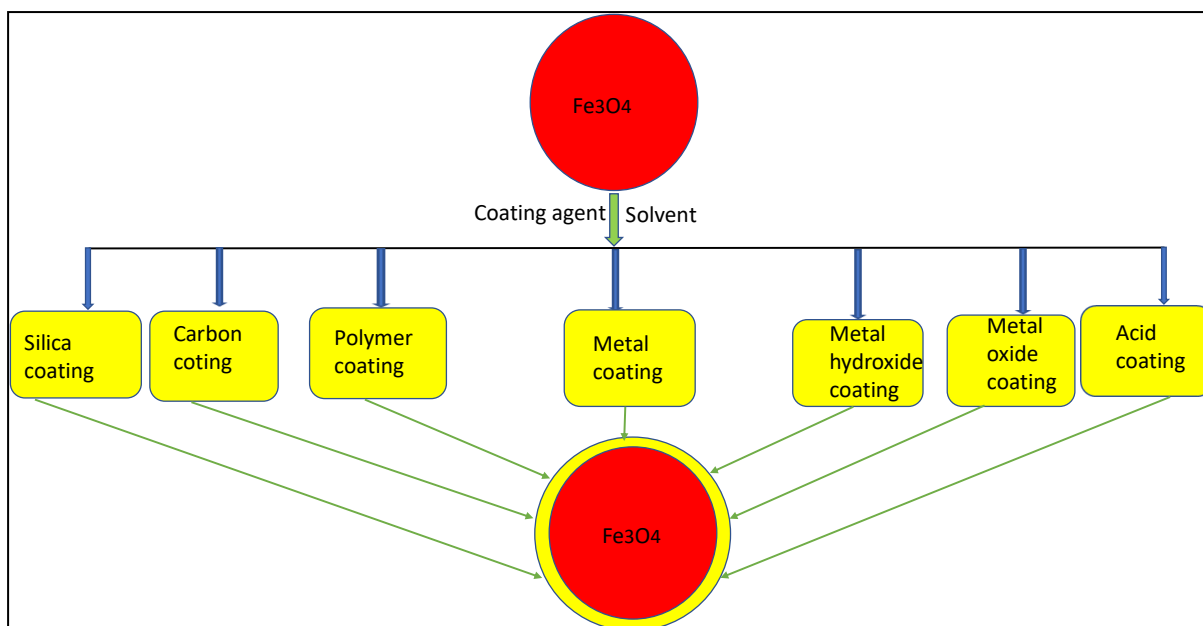 Fe3O4
Coating agent
Solvent
Silica
coating
Carbon
coting
Polymer
coating
Metal
coating
Metal
hydroxide
coating
Metal
oxide
coating
Acid
coating
Fe3O4